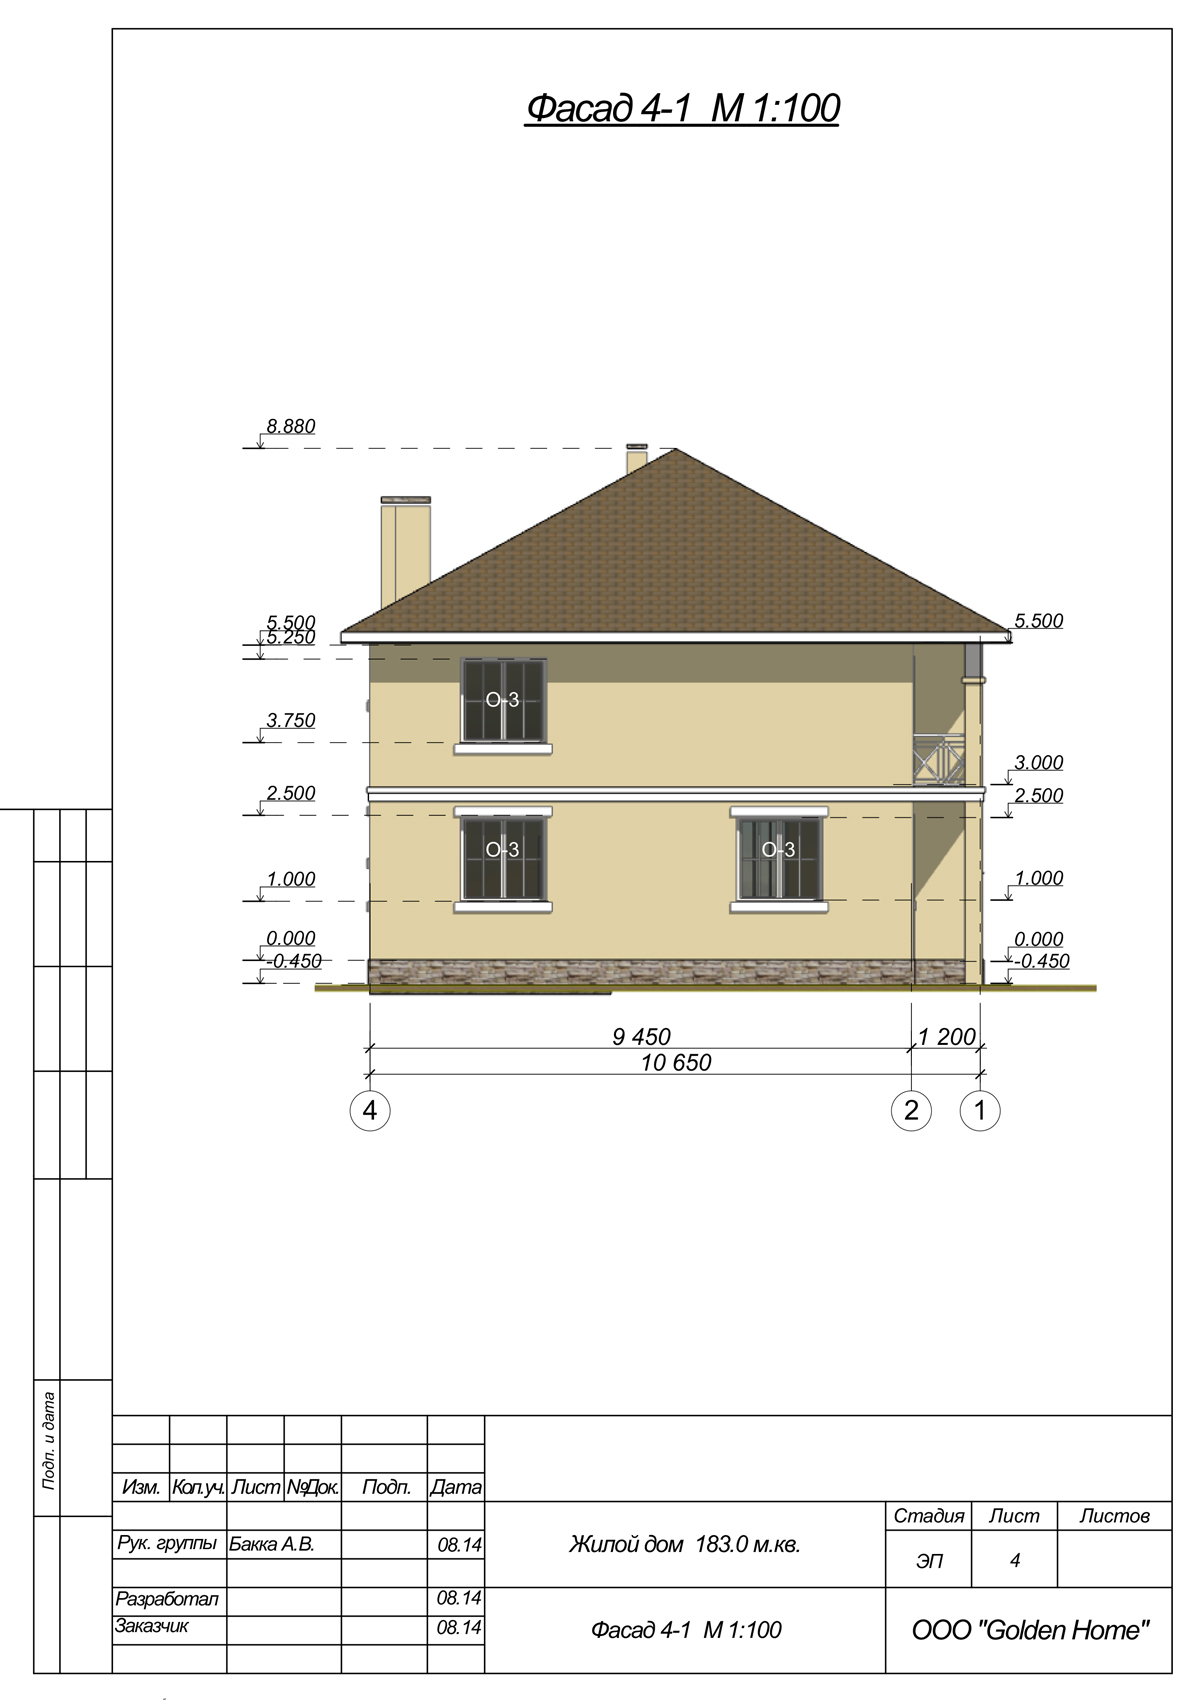 Фасад 4-1 М 1:100
8.880
5.500
5.250
5.500
О-3
3.750
3.000
2.500
2.500
О-3
О-3
1.000
1.000
0.000
0.000
-0.450
-0.450
9 450
1 200
10 650
4
2
1
Подп. и дата
Изм. Кол.уч. Лист №Док. Подп. Дата
Стадия Лист Листов
Рук. группы Бакка А.В. 08.14
Жилой дом 183.0 м.кв.
ЭП 4
Разработал 08.14
Заказчик 08.14
Фасад 4-1 М 1:100
ООО "Golden Home"